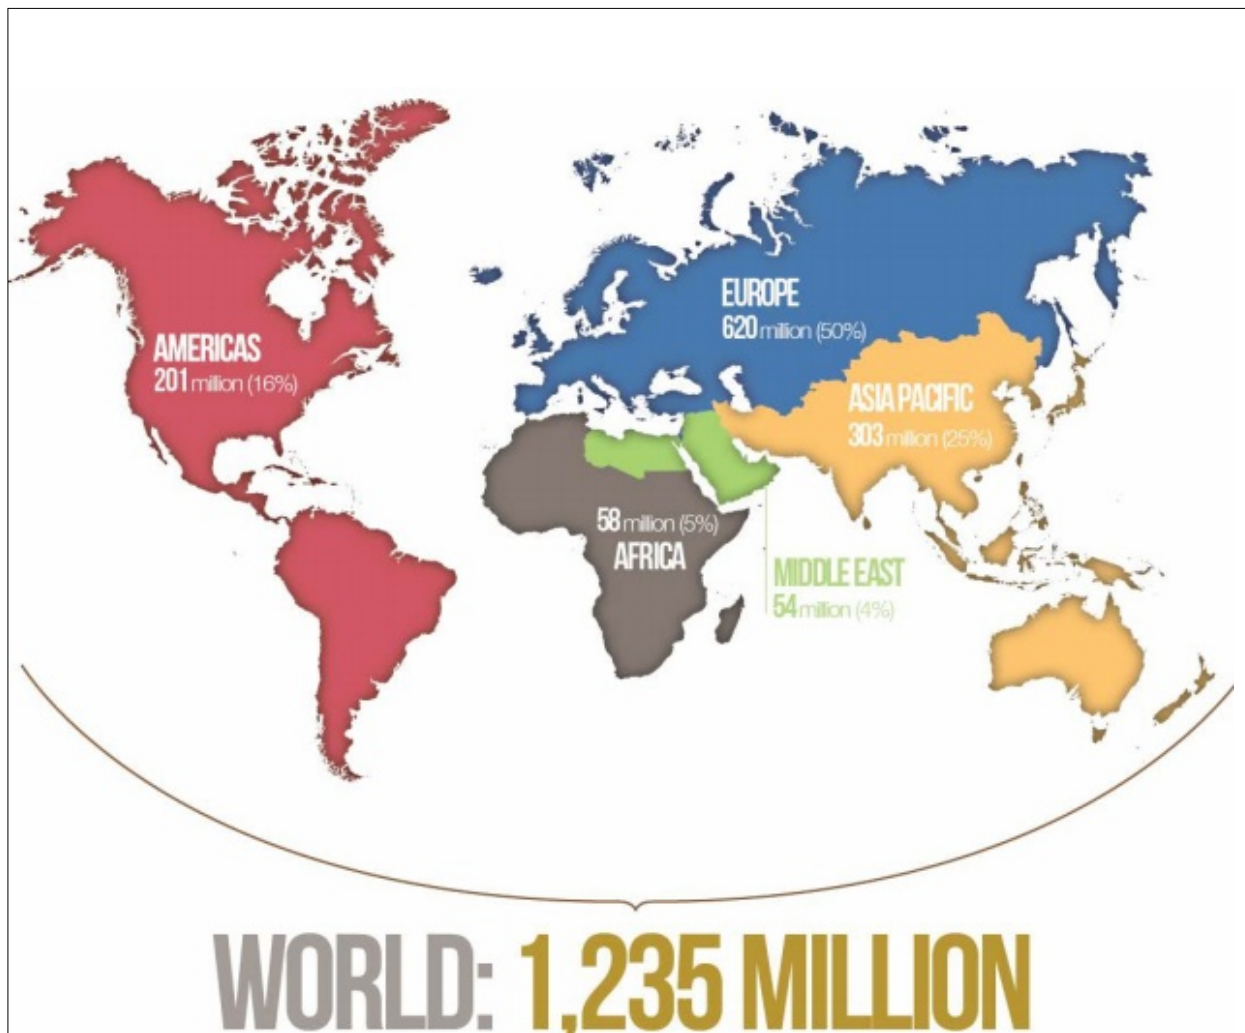 EUROPE
620 million (50%)
AMERICAS
201 million (16%)
ASIA PACIFIC
303 million (25%)
58 million (5%)
AFRICA
MIDDLE EAST
54 million (4%)
WORLD: 1,235 MILLION